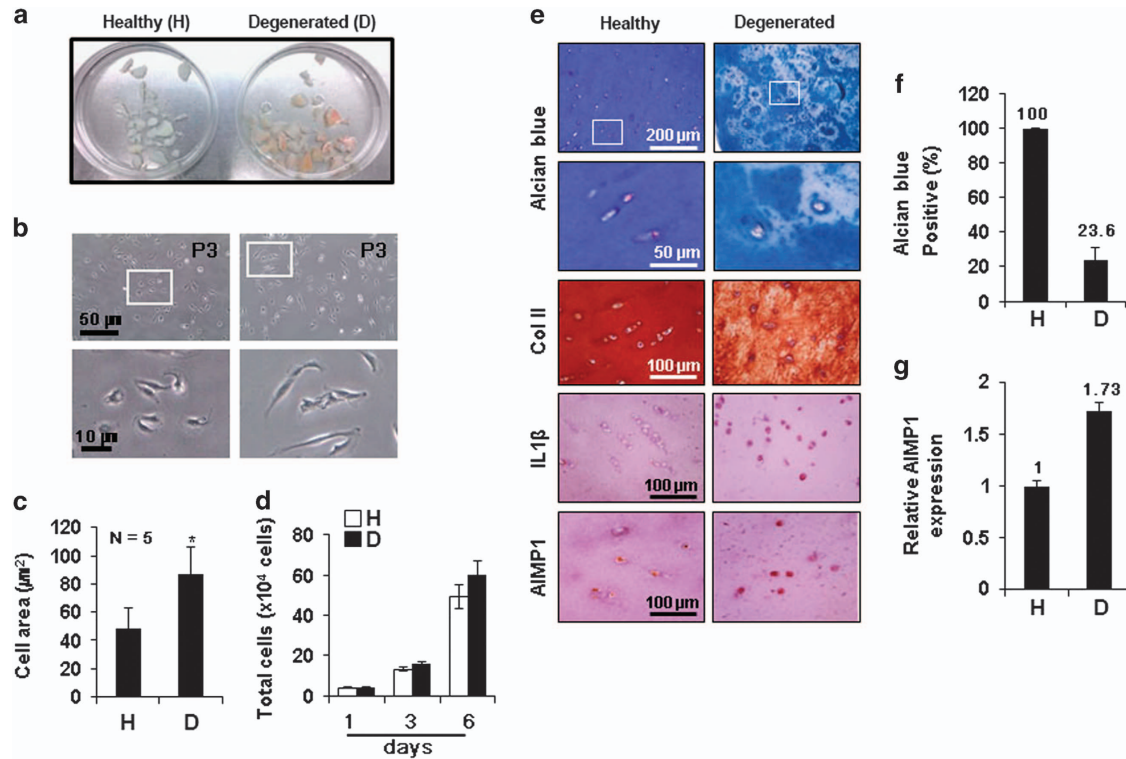 a
Healthy (H) Degenerated (D)
b
P3 P3
50 µm
10 µm
c
Cell area (µm²)
120
100
80
60
40
20
0
N = 5
*
H D
d
Total cells (x10⁴ cells)
80
60
40
20
0
H
D
1 3 6
days
e
Healthy Degenerated
Alcian blue
200 µm
50 µm
Col II
100 µm
IL1β
100 µm
AIMP1
100 µm
f
Alcian blue
Positive (%)
120
100
80
60
40
20
0
100
23.6
H D
g
Relative AIMP1
expression
2
1.5
1
0.5
0
1
1.73
H D